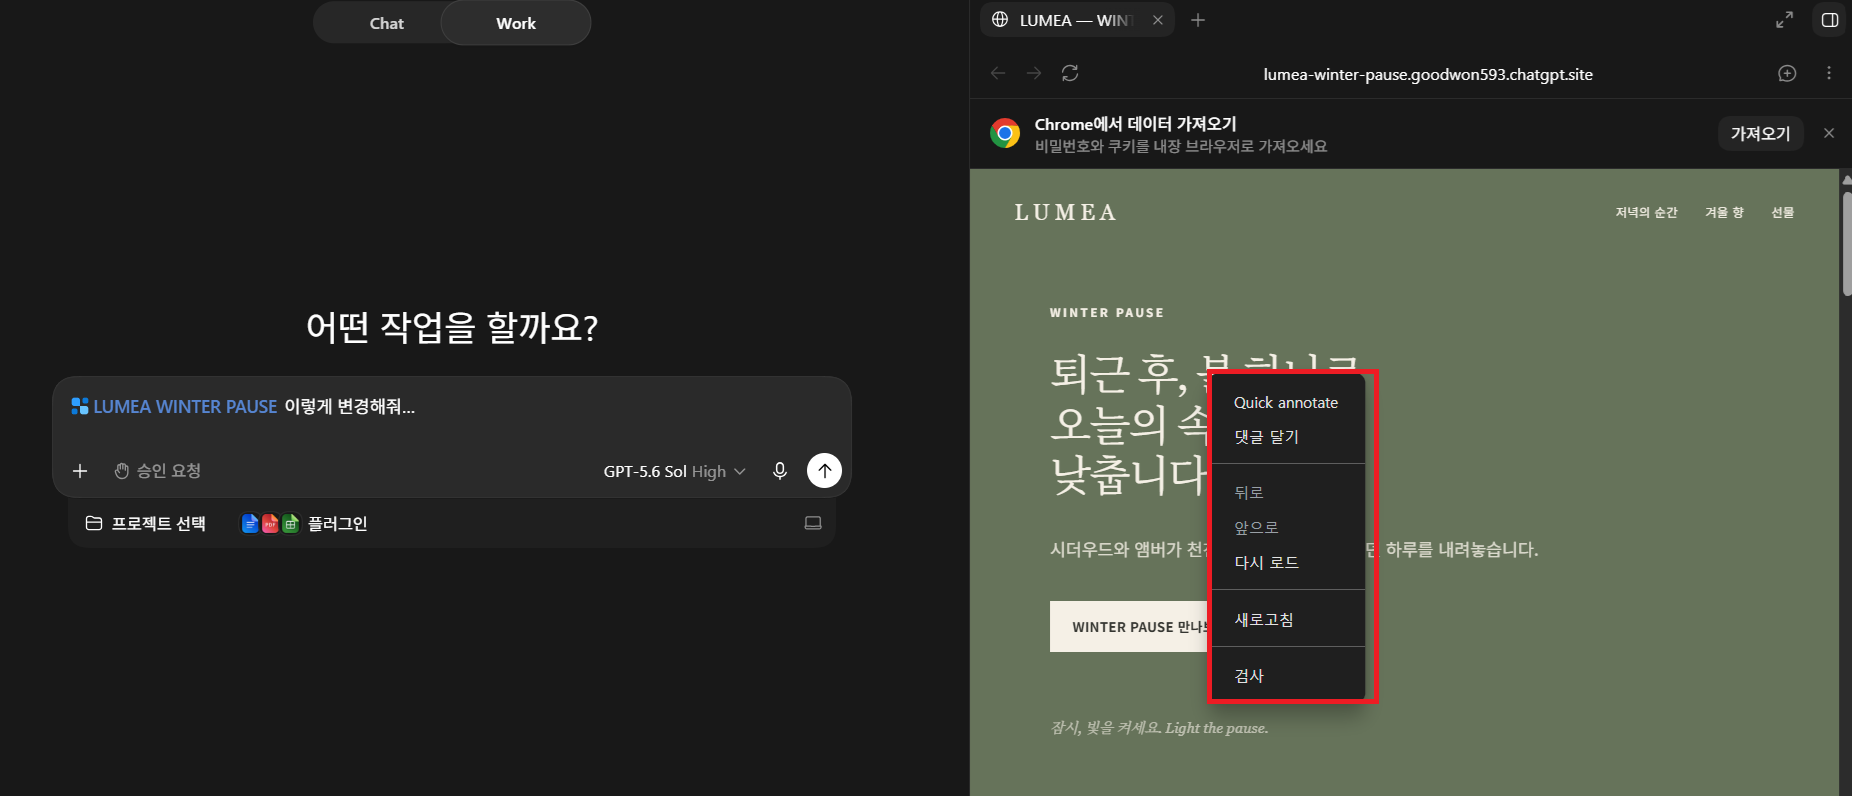 Chat
Work
LUMEA — WIN
lumea-winter-pause.goodwon593.chatgpt.site
Chrome에서 데이터 가져오기
비밀번호와 쿠키를 내장 브라우저로 가져오세요
가져오기
어떤 작업을 할까요?
LUMEA WINTER PAUSE 이렇게 변경해줘...
승인 요청
GPT-5.6 Sol High
프로젝트 선택
PDF
플러그인
LUMEA
저녁의 순간
겨울 향
선물
WINTER PAUSE
퇴근 후,
오늘의
낮춥니다
시더우드와 앰버가
하루를 내려놓습니다.
WINTER PAUSE
잠시, 빛을 켜세요. Light the pause.
Quick annotate
댓글 달기
뒤로
앞으로
다시 로드
새로고침
검사